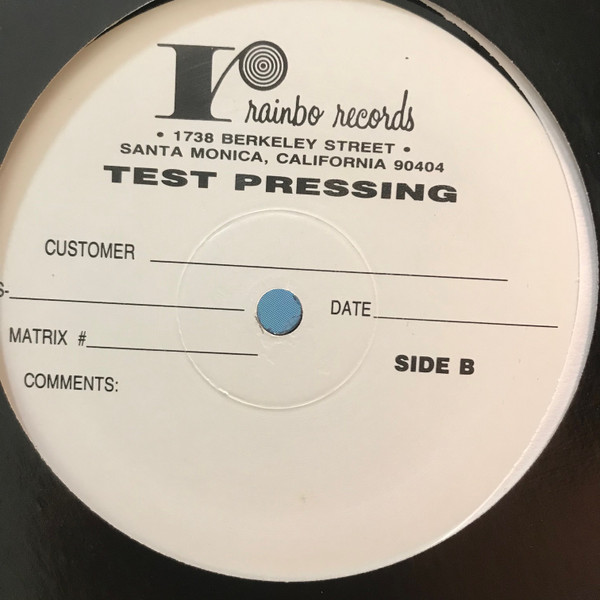 r
rainbo records
• 1738 BERKELEY STREET •
SANTA MONICA, CALIFORNIA 90404
TEST PRESSING
CUSTOMER
S-
DATE
MATRIX #
SIDE B
COMMENTS: